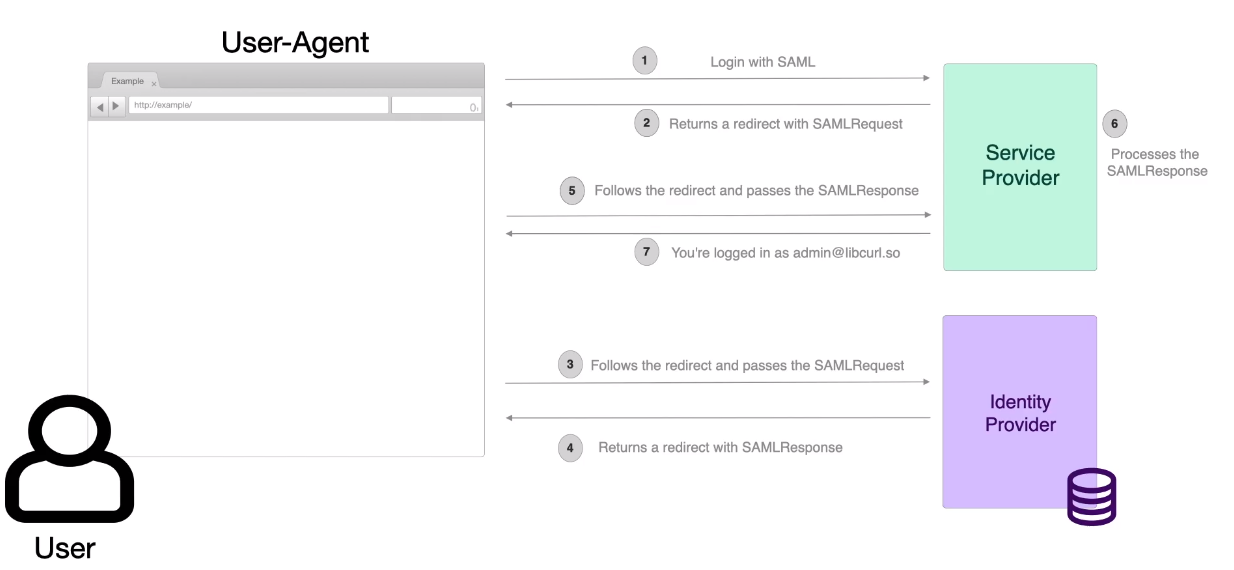 User-Agent
Example
http://example/
1
Login with SAML
2
Returns a redirect with SAMLRequest
5
Follows the redirect and passes the SAMLResponse
7
You're logged in as admin@libcurl.so
Service
Provider
6
Processes the
SAMLResponse
3
Follows the redirect and passes the SAMLRequest
4
Returns a redirect with SAMLResponse
Identity
Provider
User